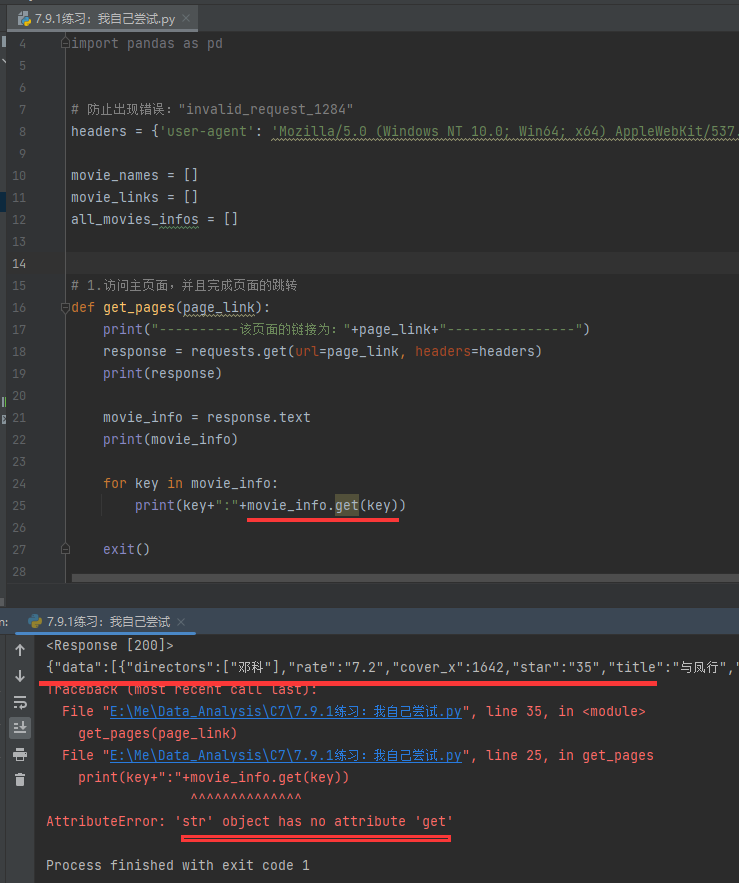 7.9.1练习：我自己尝试.py
4 import pandas as pd
5
6
7 # 防止出现错误："invalid_request_1284"
8 headers = {'user-agent': 'Mozilla/5.0 (Windows NT 10.0; Win64; x64) AppleWebKit/537.
9
10 movie_names = []
11 movie_links = []
12 all_movies_infos = []
13
14
15 # 1.访问主页面，并且完成页面的跳转
16 def get_pages(page_link):
17 print("----------该页面的链接为："+page_link+"----------------")
18 response = requests.get(url=page_link, headers=headers)
19 print(response)
20
21 movie_info = response.text
22 print(movie_info)
23
24 for key in movie_info:
25 print(key+":"+movie_info.get(key))
26
27 exit()
28
n: 7.9.1练习：我自己尝试
<Response [200]>
{"data":[{"directors":["邓科"],"rate":"7.2","cover_x":1642,"star":"35","title":"与凤行","
Traceback (most recent call last):
File "E:\Me\Data_Analysis\C7\7.9.1练习：我自己尝试.py", line 35, in <module>
get_pages(page_link)
File "E:\Me\Data_Analysis\C7\7.9.1练习：我自己尝试.py", line 25, in get_pages
print(key+":"+movie_info.get(key))
^^^^^^^^^^^^^^
AttributeError: 'str' object has no attribute 'get'
Process finished with exit code 1